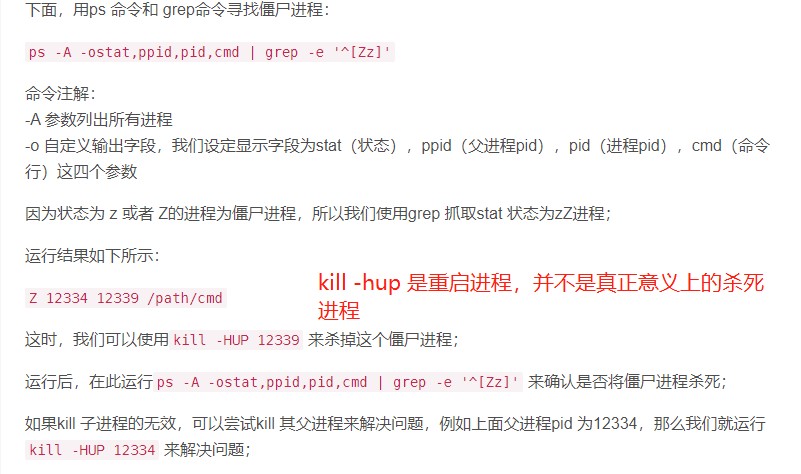 下面，用ps 命令和 grep命令寻找僵尸进程：
ps -A -ostat,ppid,pid,cmd | grep -e '^[Zz]'
命令注解：
-A 参数列出所有进程
-o 自定义输出字段，我们设定显示字段为stat（状态），ppid（父进程pid），pid（进程pid），cmd（命令
行）这四个参数
因为状态为 z 或者 Z的进程为僵尸进程，所以我们使用grep 抓取stat 状态为zZ进程；
运行结果如下所示：
Z 12334 12339 /path/cmd
kill -hup 是重启进程，并不是真正意义上的杀死
进程
这时，我们可以使用 kill -HUP 12339 来杀掉这个僵尸进程；
运行后，在此运行 ps -A -ostat,ppid,pid,cmd | grep -e '^[Zz]' 来确认是否将僵尸进程杀死；
如果kill 子进程的无效，可以尝试kill 其父进程来解决问题，例如上面父进程pid 为12334，那么我们就运行
kill -HUP 12334 来解决问题；